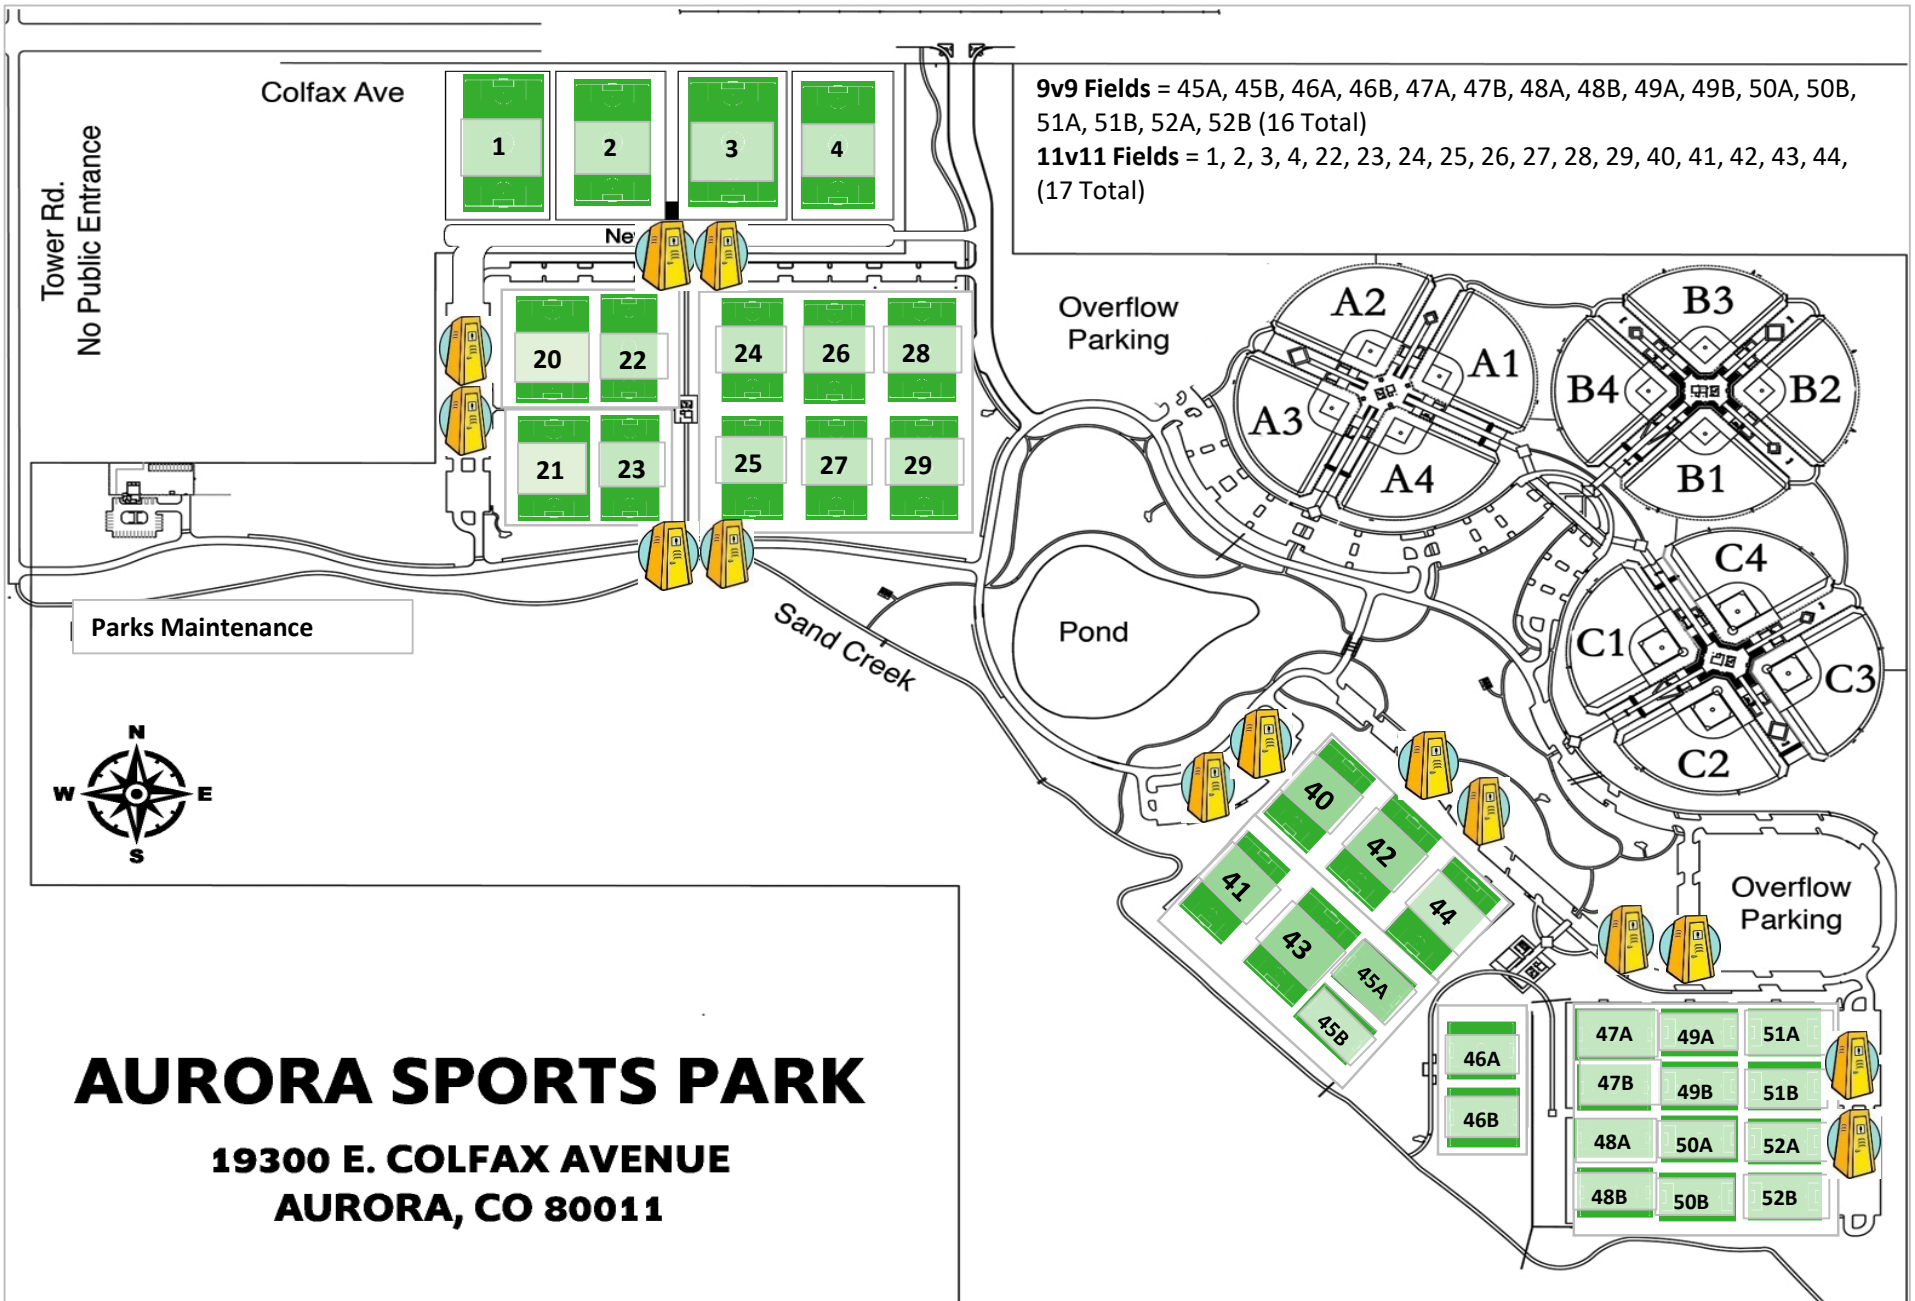 Colfax Ave
Tower Rd.
No Public Entrance
9v9 Fields = 45A, 45B, 46A, 46B, 47A, 47B, 48A, 48B, 49A, 49B, 50A, 50B,
51A, 51B, 52A, 52B (16 Total)
11v11 Fields = 1, 2, 3, 4, 22, 23, 24, 25, 26, 27, 28, 29, 40, 41, 42, 43, 44,
(17 Total)
1
2
3
4
20
22
24
26
28
21
23
25
27
29
Overflow
Parking
A2
A1
A3
A4
B3
B4
B2
B1
C4
C1
C3
C2
Parks Maintenance
Sand Creek
Pond
N
W
E
S
40
42
41
44
43
45A
45B
Overflow
Parking
46A
46B
47A
49A
51A
47B
49B
51B
48A
50A
52A
48B
50B
52B
AURORA SPORTS PARK
19300 E. COLFAX AVENUE
AURORA, CO 80011